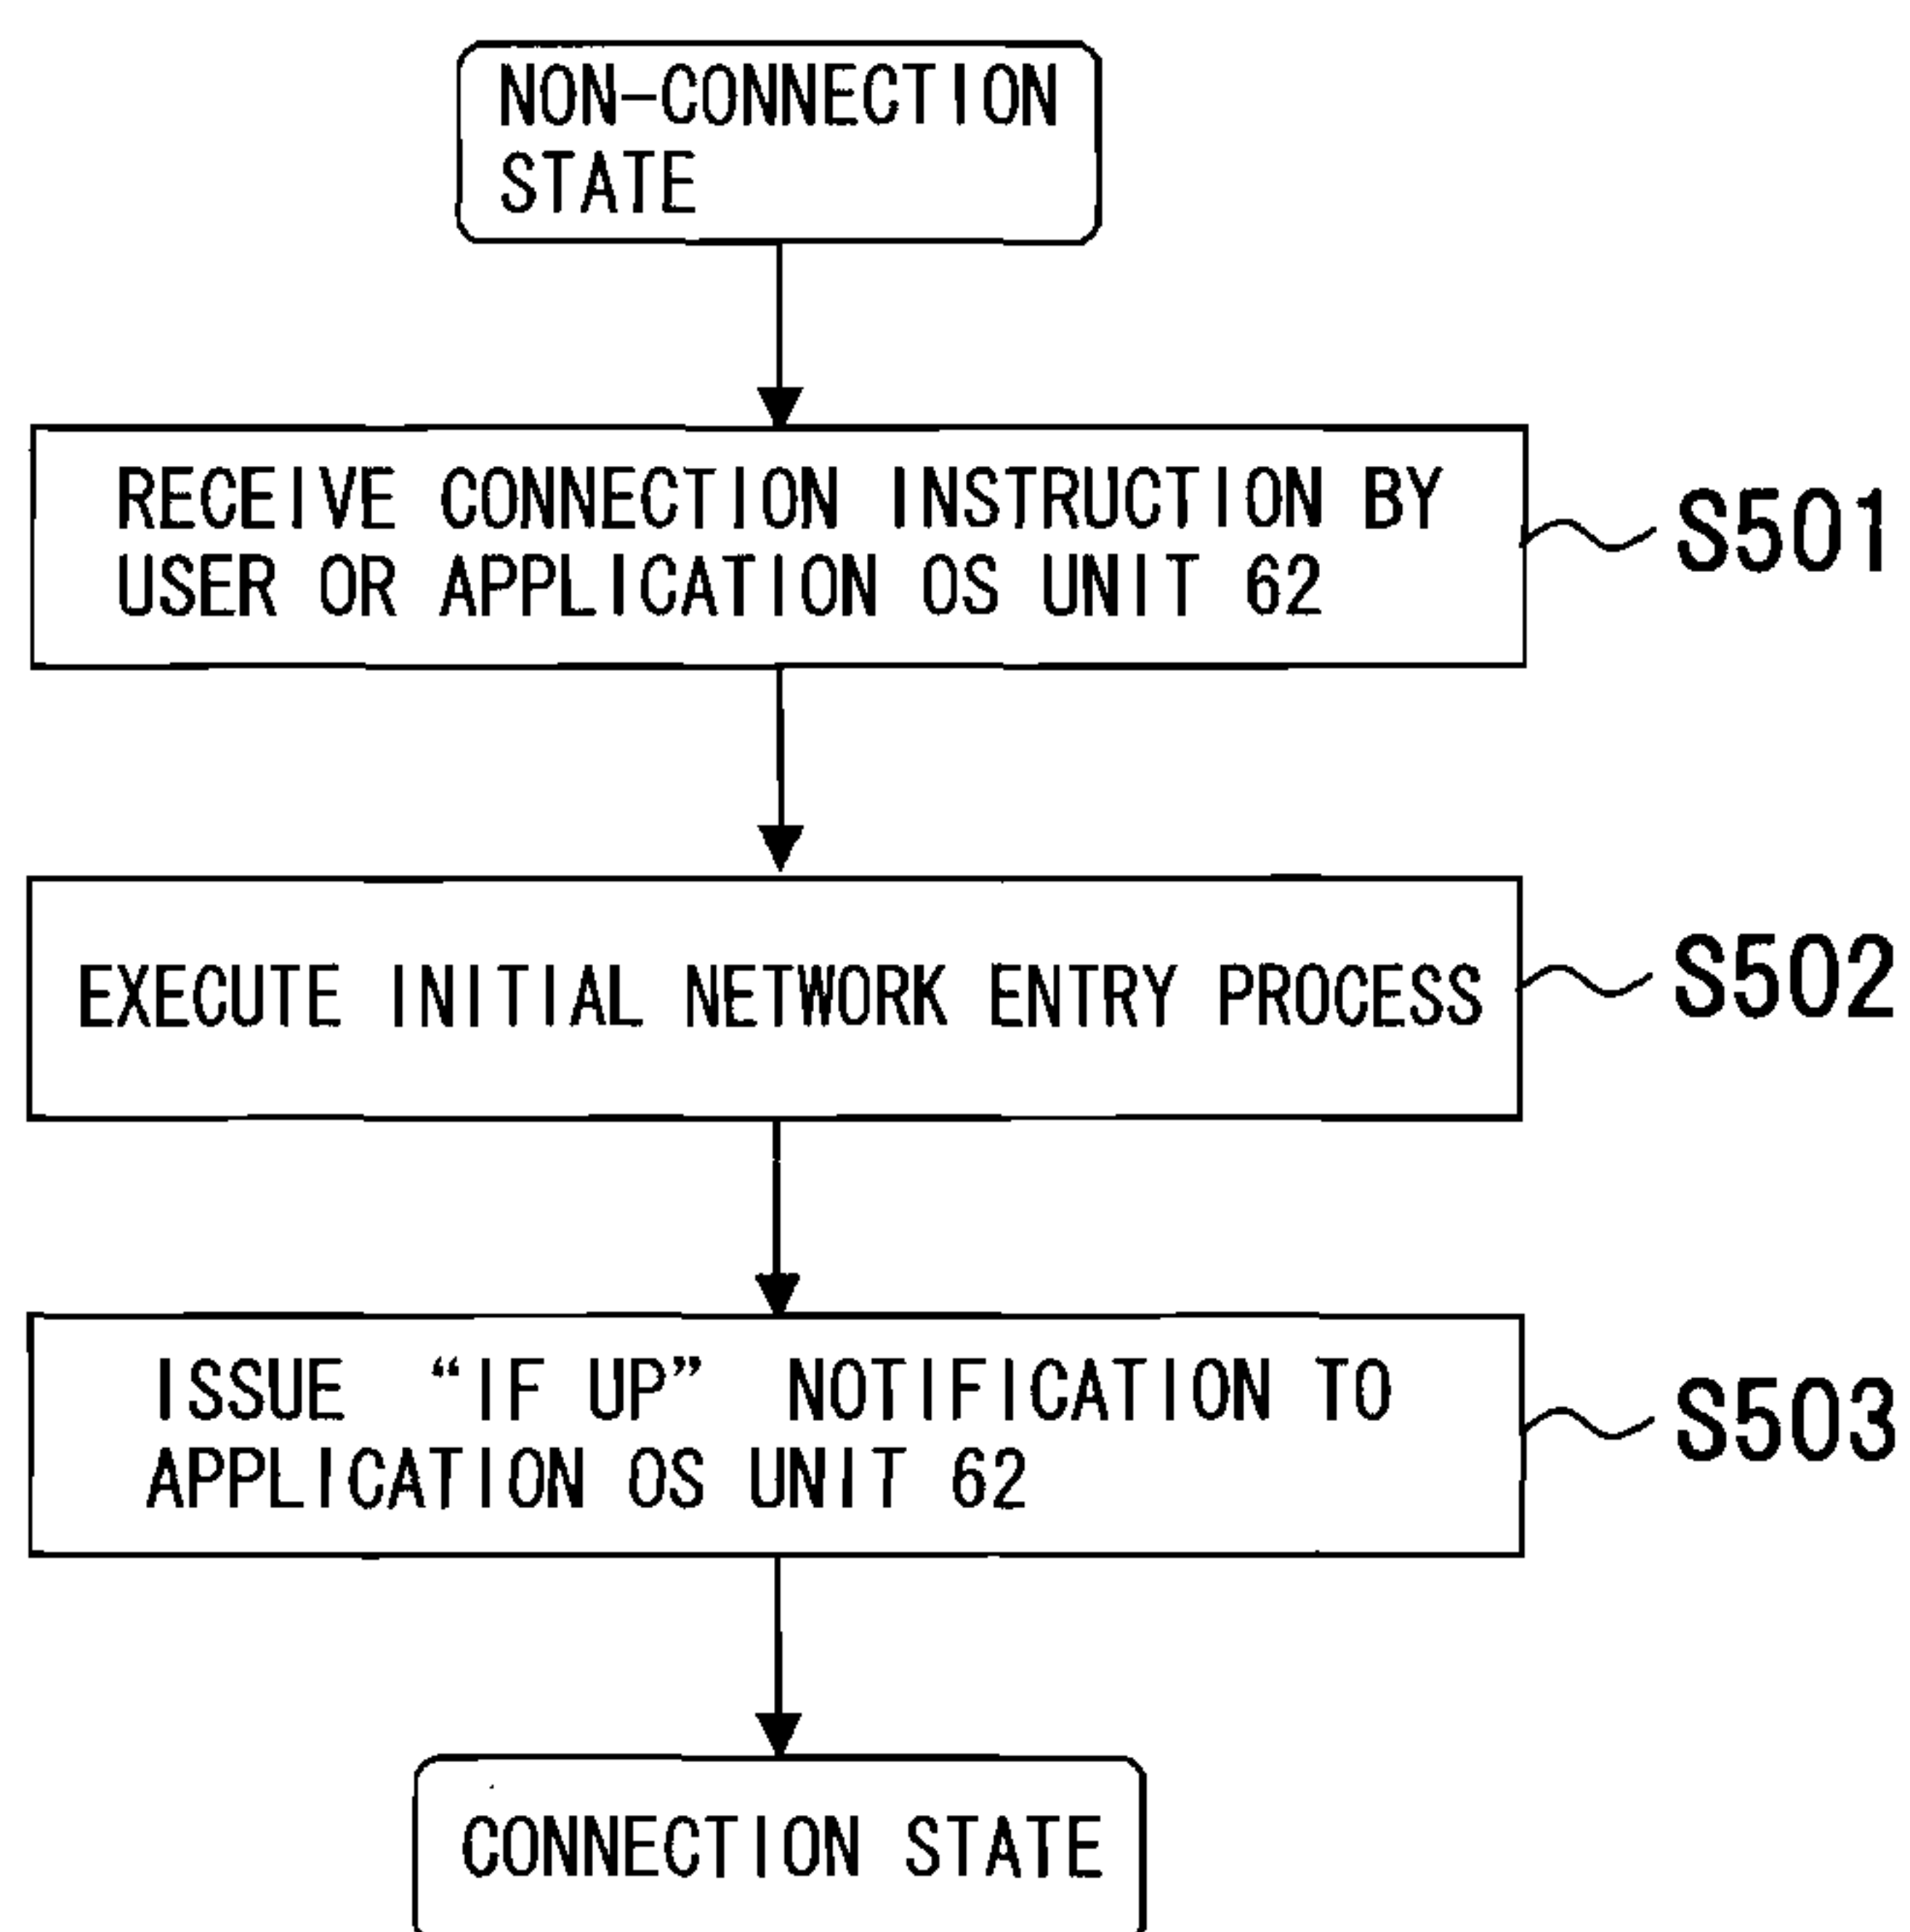 NON-CONNECTION
STATE
RECEIVE CONNECTION INSTRUCTION BY
USER OR APPLICATION OS UNIT 62
S501
EXECUTE INITIAL NETWORK ENTRY PROCESS
S502
ISSUE “IF UP” NOTIFICATION TO
APPLICATION OS UNIT 62
S503
CONNECTION STATE